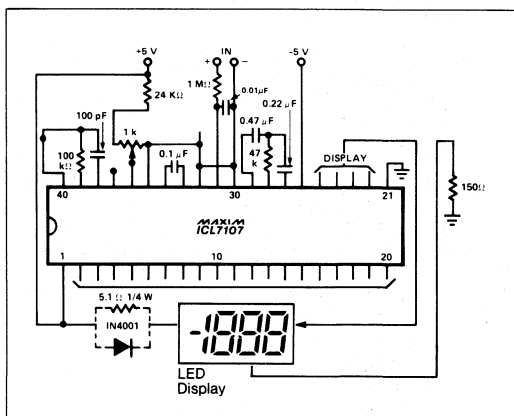 +5 V
+ IN −
-5 V
24 KΩ
1 MΩ
0.01µF
100 pF
0.47 µF
0.22 µF
1 k
100
kΩ
0.1 µF
47
k
DISPLAY
40
30
21
150Ω
MAXIM
ICL7107
1
10
20
5.1 Ω 1/4 W
IN4001
-1888
LED
Display